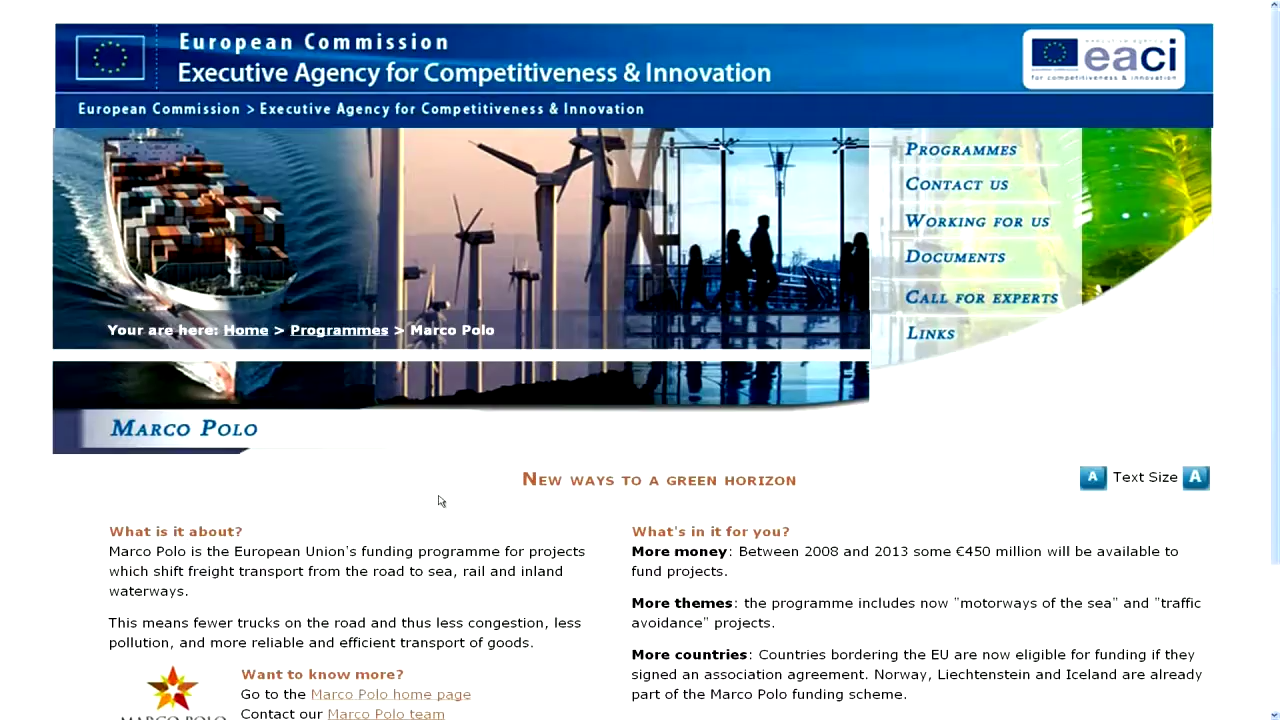 European Commission
Executive Agency for Competitiveness & Innovation
executive agency
eaci
for competitiveness & innovation
European Commission > Executive Agency for Competitiveness & Innovation
PROGRAMMES
CONTACT US
WORKING FOR US
DOCUMENTS
CALL FOR EXPERTS
LINKS
Your are here: Home > Programmes > Marco Polo
MARCO POLO
NEW WAYS TO A GREEN HORIZON
A Text Size A
What is it about?
Marco Polo is the European Union's funding programme for projects
which shift freight transport from the road to sea, rail and inland
waterways.
This means fewer trucks on the road and thus less congestion, less
pollution, and more reliable and efficient transport of goods.
Want to know more?
Go to the Marco Polo home page
Contact our Marco Polo team
MARCO POLO
What's in it for you?
More money: Between 2008 and 2013 some €450 million will be available to
fund projects.
More themes: the programme includes now "motorways of the sea" and "traffic
avoidance" projects.
More countries: Countries bordering the EU are now eligible for funding if they
signed an association agreement. Norway, Liechtenstein and Iceland are already
part of the Marco Polo funding scheme.